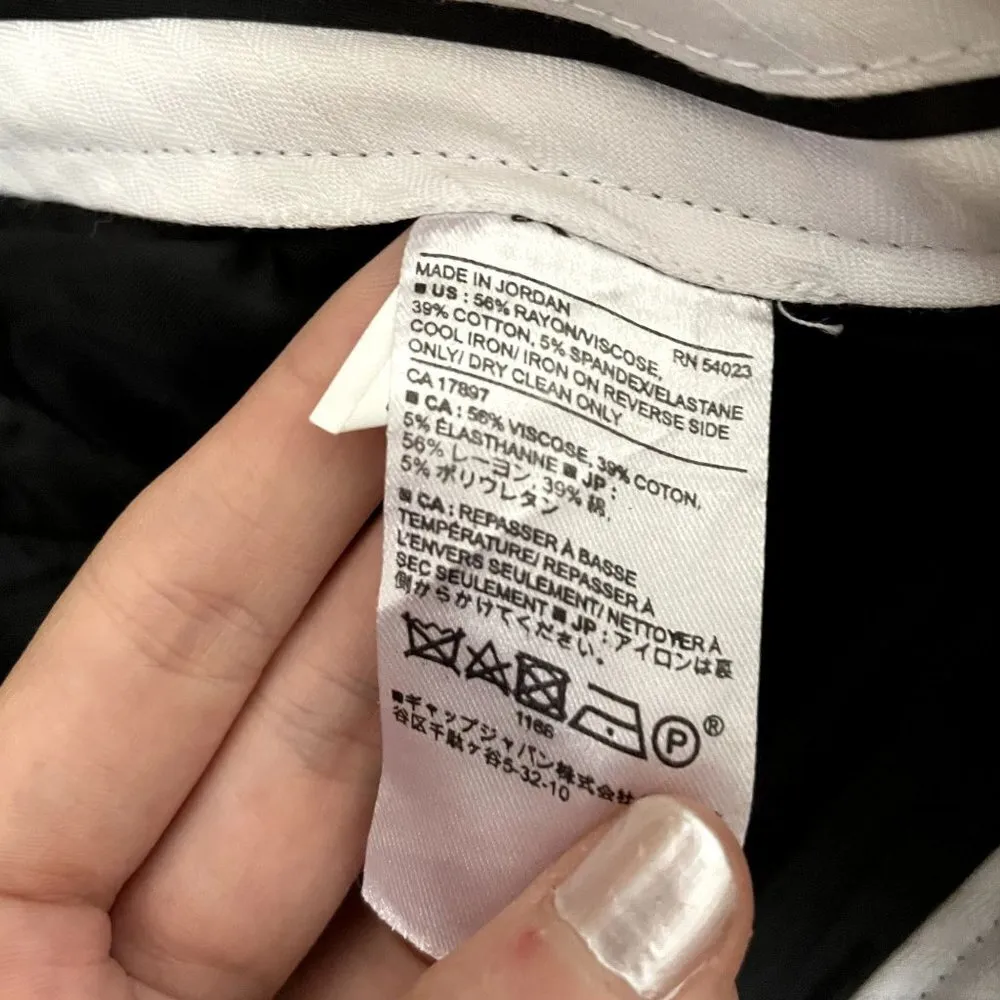 MADE IN JORDAN
RN 54023
■ US : 56% RAYON/VISCOSE,
39% COTTON, 5% SPANDEX/ELASTANE
COOL IRON/ IRON ON REVERSE SIDE
ONLY/ DRY CLEAN ONLY
CA 17897
■ CA : 56% VISCOSE, 39% COTON,
5% ÉLASTHANNE ■ JP :
56% レーヨン, 39% 綿,
5% ポリウレタン
■ CA : REPASSER À BASSE
TEMPÉRATURE/ REPASSER À
L'ENVERS SEULEMENT/ NETTOYER À
SEC SEULEMENT ■ JP : アイロンは裏
側からかけてください。
P ®
1166
■ギャップジャパン株式会社
谷区千駄ヶ谷5-32-10